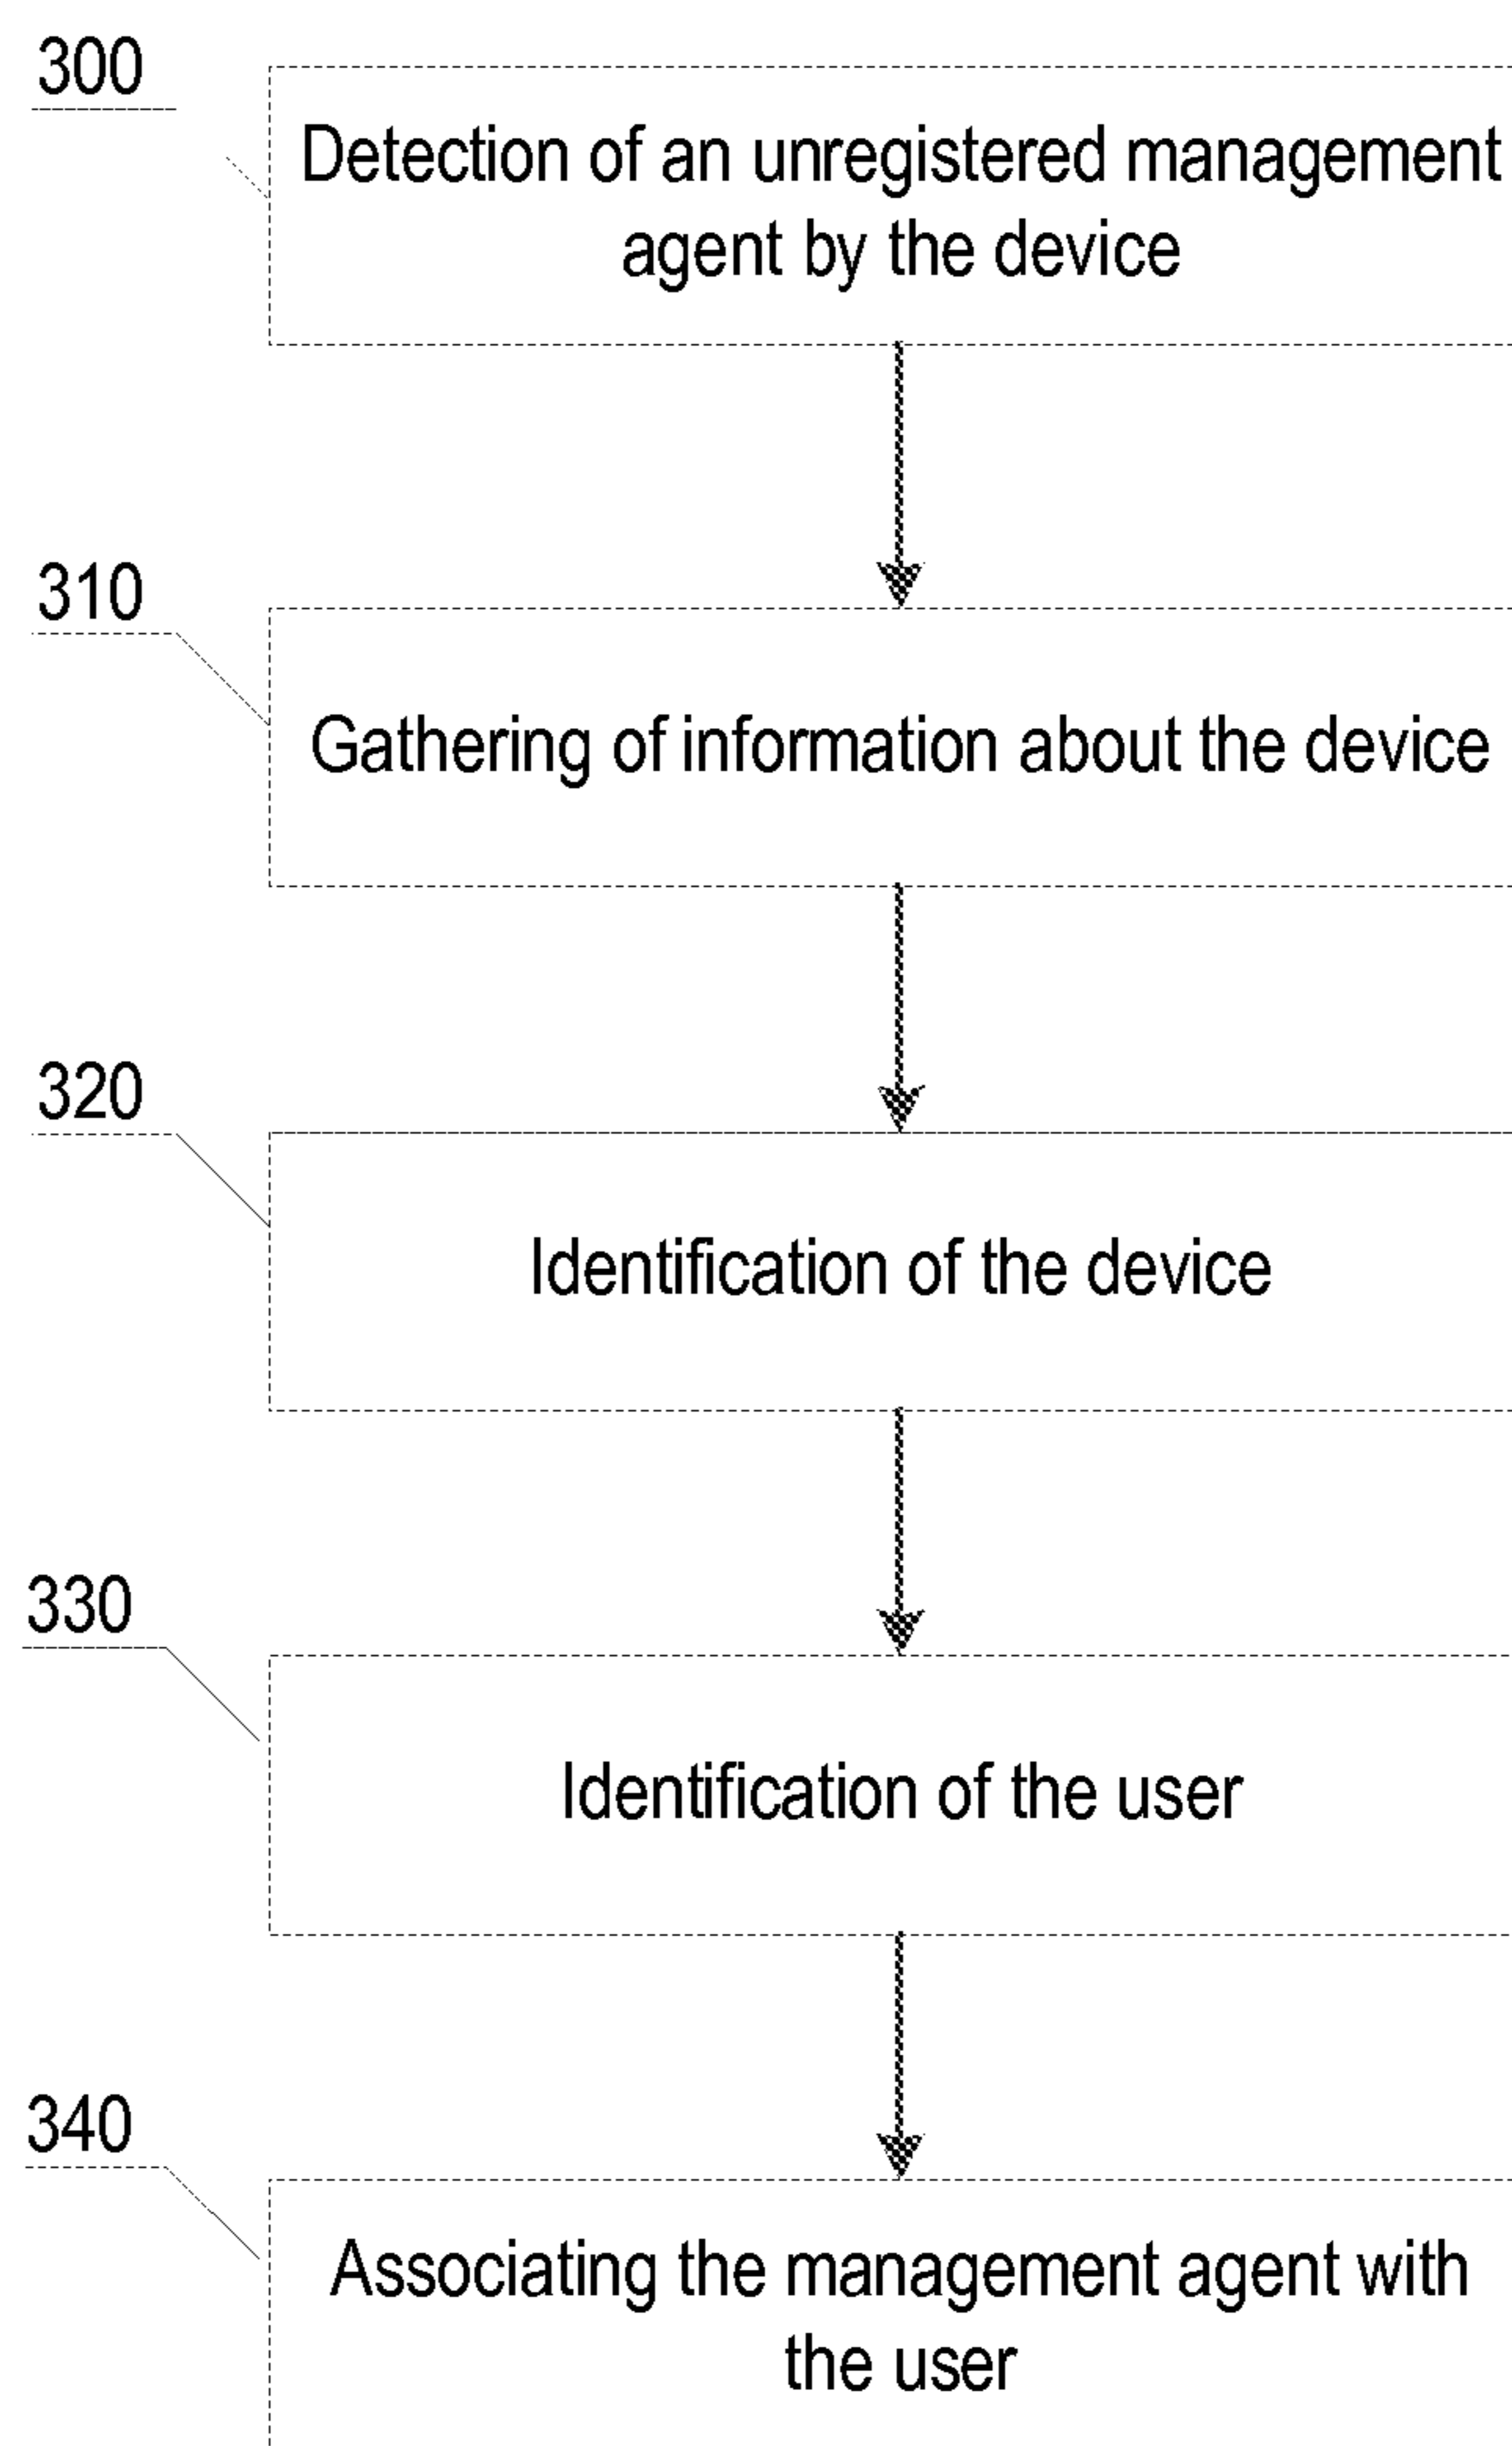 300
Detection of an unregistered management
agent by the device
310
Gathering of information about the device
320
Identification of the device
330
Identification of the user
340
Associating the management agent with
the user